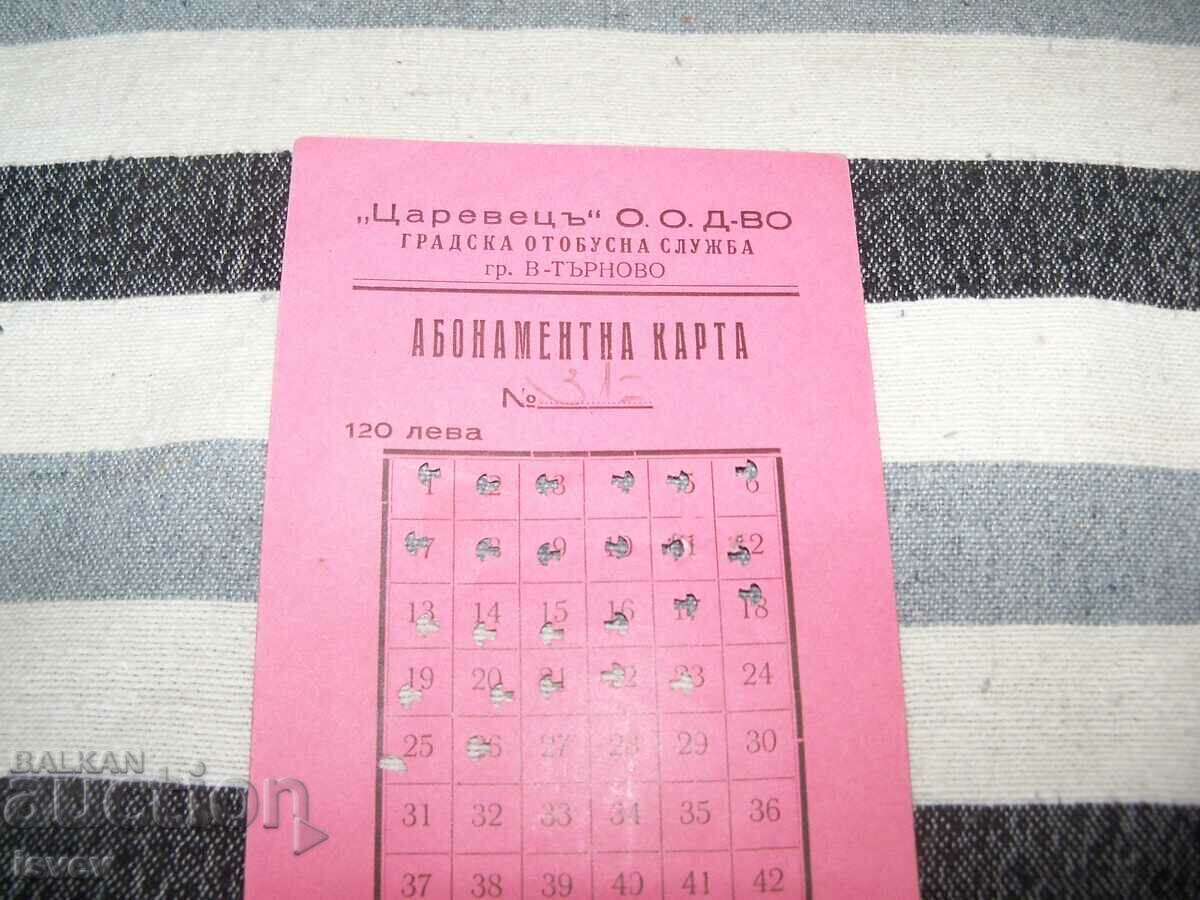 „Царевецъ“ О. О. Д-ВО
ГРАДСКА ОТОБУСНА СЛУЖБА
гр. В-ТЪРНОВО
АБОНАМЕНТНА КАРТА
№ 31
120 лева
1 2 3 4 5 6
7 8 9 10 11 12
13 14 15 16 17 18
19 20 21 22 23 24
25 26 27 28 29 30
31 32 33 34 35 36
37 38 39 40 41 42
BALKAN
auction
isvev